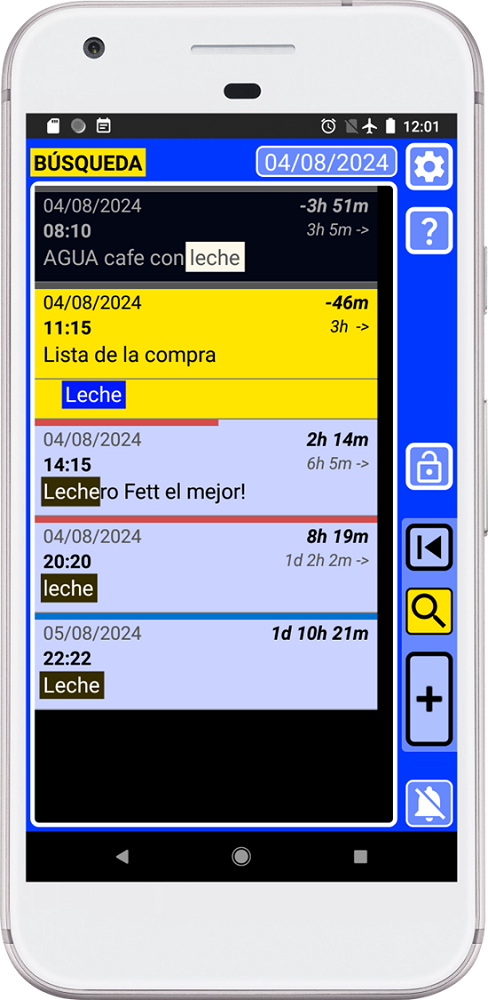 12:01
BÚSQUEDA 04/08/2024
?
04/08/2024 -3h 51m
08:10 3h 5m ->
AGUA cafe con leche
04/08/2024 -46m
11:15 3h ->
Lista de la compra
Leche
04/08/2024 2h 14m
14:15 6h 5m ->
Lechero Fett el mejor!
04/08/2024 8h 19m
20:20 1d 2h 2m ->
leche
05/08/2024 1d 10h 21m
22:22
Leche
+